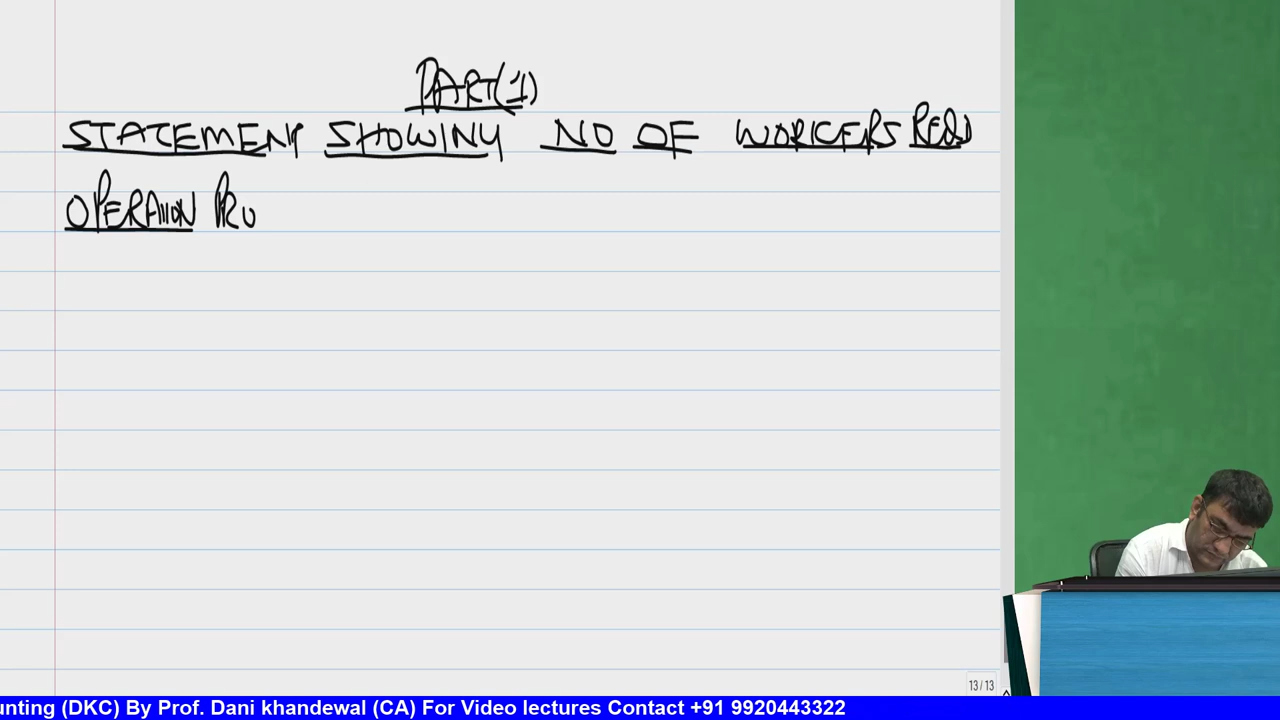 PART(1)
STATEMENT SHOWING NO OF WORKERS REQD
OPERATION PRO
13/13
unting (DKC) By Prof. Dani khandewal (CA) For Video lectures Contact +91 9920443322